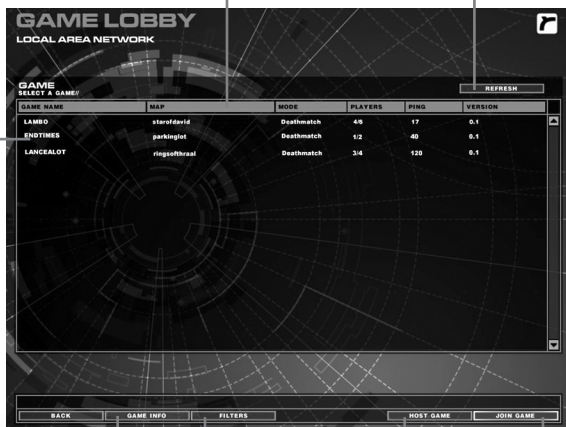 GAME LOBBY
LOCAL AREA NETWORK
GAME
SELECT A GAME//
REFRESH
GAME NAME MAP MODE PLAYERS PING VERSION
LAMBO starofdavid Deathmatch 4/6 17 0.1
ENDTIMES parkinglot Deathmatch 1/2 40 0.1
LANCEALOT ringsofthraal Deathmatch 3/4 120 0.1
BACK GAME INFO FILTERS HOST GAME JOIN GAME